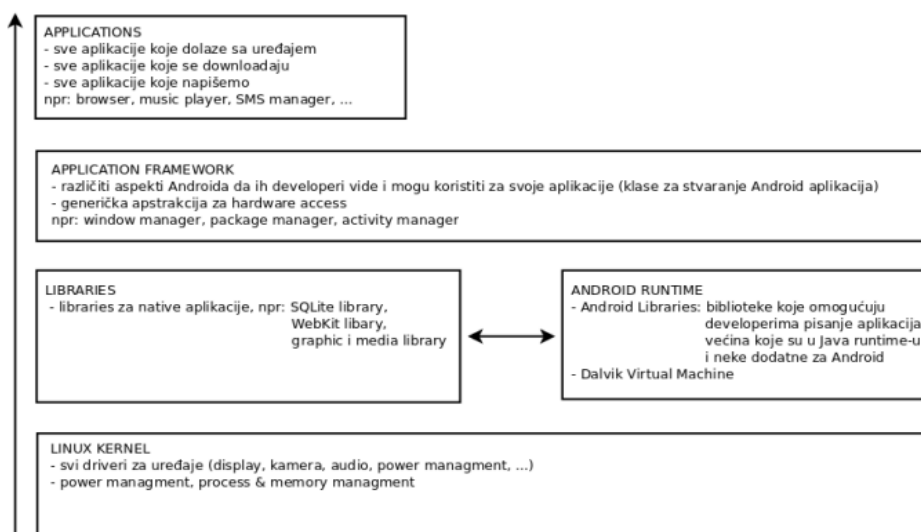 APPLICATIONS
- sve aplikacije koje dolaze sa uređajem
- sve aplikacije koje se downloadaju
- sve aplikacije koje napišemo
npr: browser, music player, SMS manager, ...
APPLICATION FRAMEWORK
- različiti aspekti Androida da ih developeri vide i mogu koristiti za svoje aplikacije (klase za stvaranje Android aplikacija)
- generička apstrakcija za hardware access
npr: window manager, package manager, activity manager
LIBRARIES
- libraries za native aplikacije, npr: SQLite library,
WebKit libary,
graphic i media library
ANDROID RUNTIME
- Android Libraries: biblioteke koje omogućuju
developerima pisanje aplikacija
većina koje su u Java runtime-u
i neke dodatne za Android
- Dalvik Virtual Machine
LINUX KERNEL
- svi driveri za uređaje (display, kamera, audio, power managment, ...)
- power managment, process & memory managment